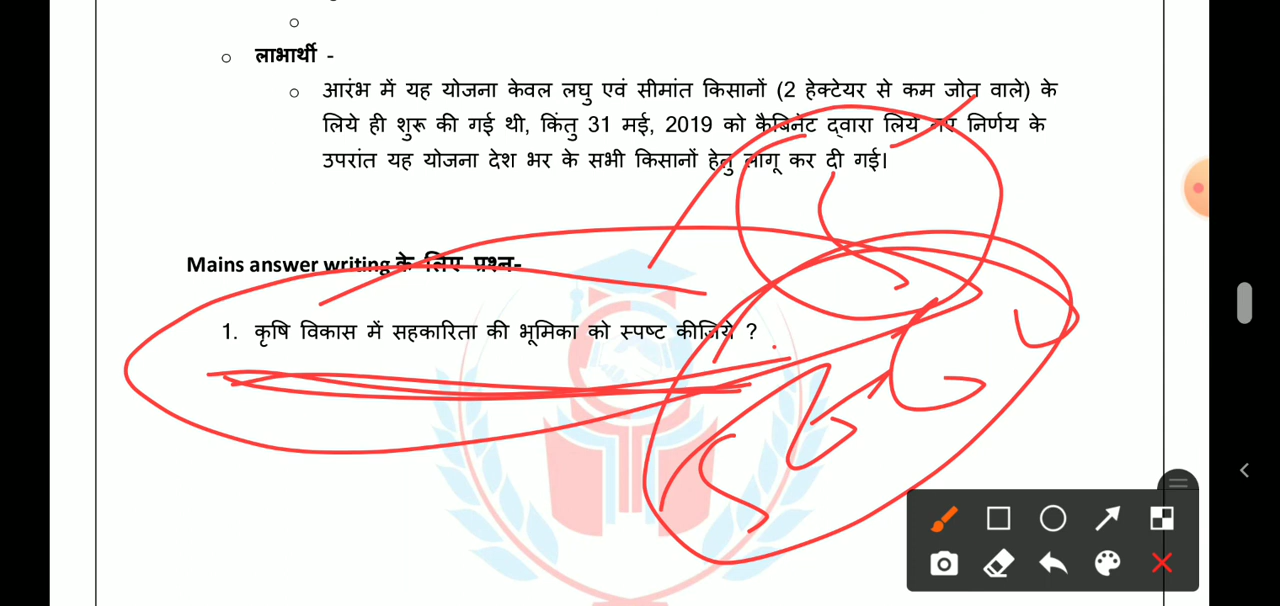 लाभार्थी -
आरंभ में यह योजना केवल लघु एवं सीमांत किसानों (2 हेक्टेयर से कम जोत वाले) के
लिये ही शुरू की गई थी, किंतु 31 मई, 2019 को कैबिनेट द्वारा लिये गए निर्णय के
उपरांत यह योजना देश भर के सभी किसानों हेतु लागू कर दी गई।
Mains answer writing के लिए प्रश्न-
1. कृषि विकास में सहकारिता की भूमिका को स्पष्ट कीजिये ?